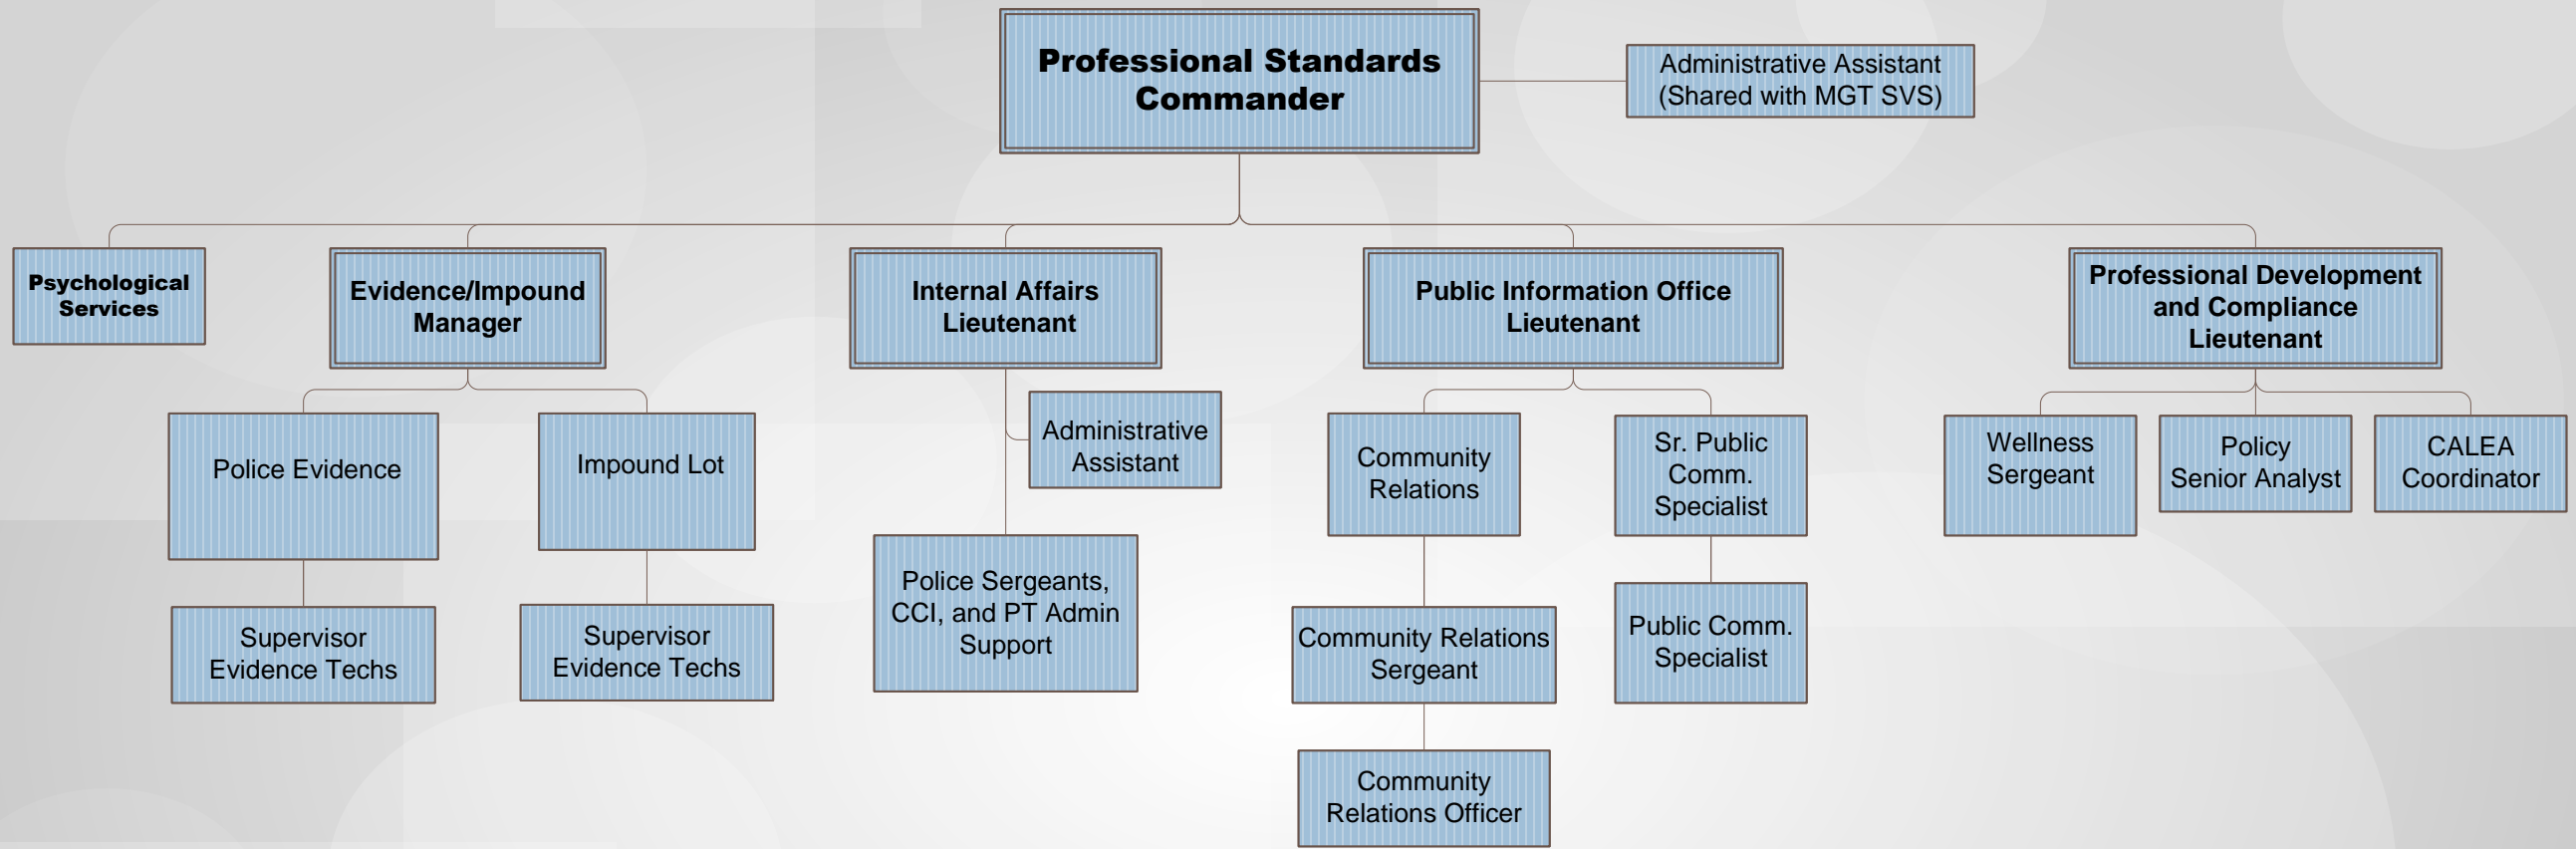 Professional Standards
Commander
Administrative Assistant
(Shared with MGT SVS)
Psychological
Services
Evidence/Impound
Manager
Internal Affairs
Lieutenant
Public Information Office
Lieutenant
Professional Development
and Compliance
Lieutenant
Police Evidence
Impound Lot
Administrative
Assistant
Community
Relations
Sr. Public
Comm.
Specialist
Wellness
Sergeant
Policy
Senior Analyst
CALEA
Coordinator
Supervisor
Evidence Techs
Supervisor
Evidence Techs
Police Sergeants,
CCI, and PT Admin
Support
Community Relations
Sergeant
Public Comm.
Specialist
Community
Relations Officer